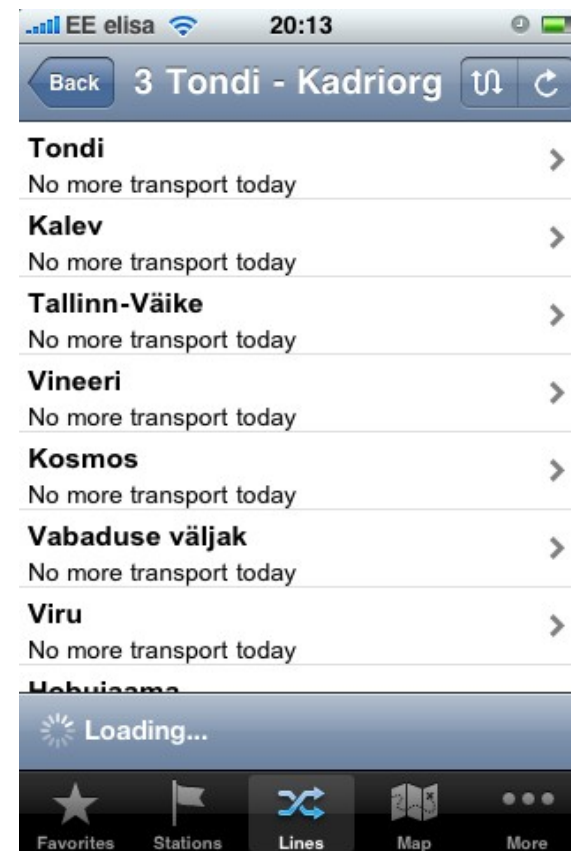 EE elisa 20:13
Back 3 Tondi - Kadriorg
Tondi
No more transport today
Kalev
No more transport today
Tallinn-Väike
No more transport today
Vineeri
No more transport today
Kosmos
No more transport today
Vabaduse väljak
No more transport today
Viru
No more transport today
Hobujaama
Loading...
Favorites Stations Lines Map More